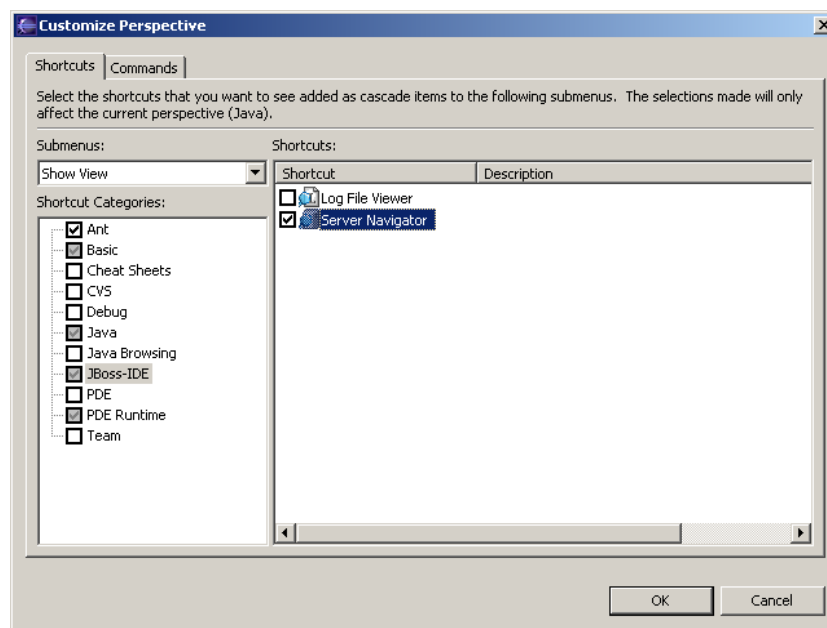 Customize Perspective
Shortcuts
Commands
Select the shortcuts that you want to see added as cascade items to the following submenus.  The selections made will only
affect the current perspective (Java).
Submenus:
Show View
Shortcut Categories:
Ant
Basic
Cheat Sheets
CVS
Debug
Java
Java Browsing
JBoss-IDE
PDE
PDE Runtime
Team
Shortcuts:
Shortcut
Description
Log File Viewer
Server Navigator
OK
Cancel